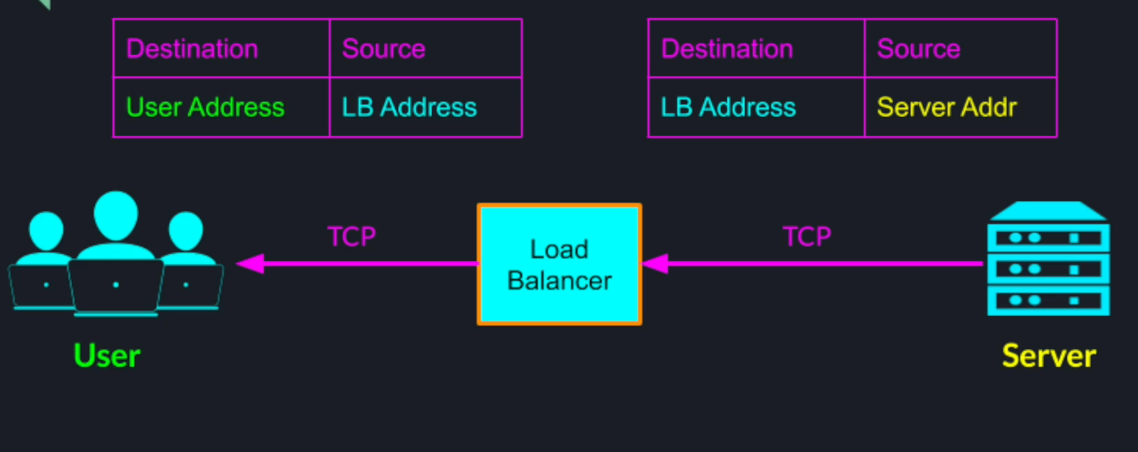 Destination Source
User Address LB Address
Destination Source
LB Address Server Addr
TCP
Load
Balancer
TCP
User
Server